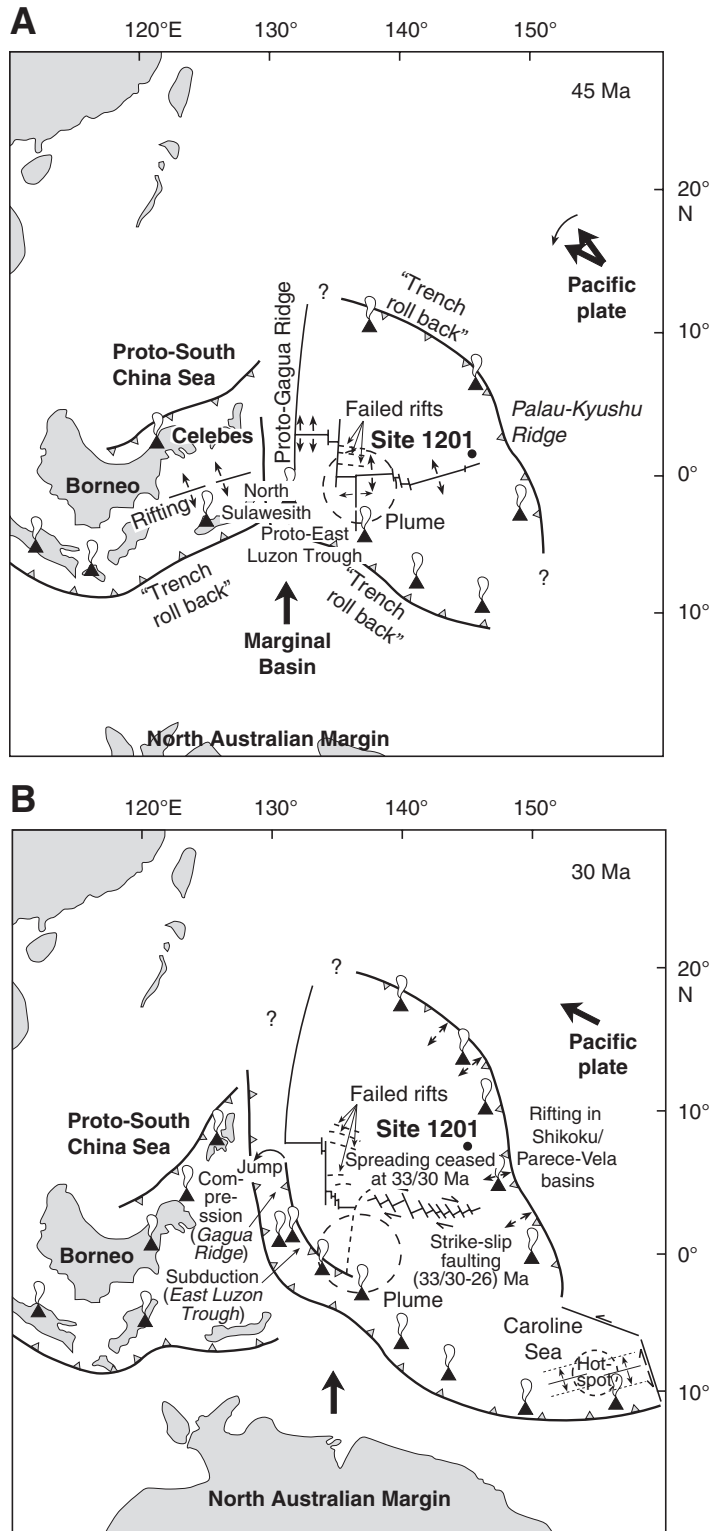 A
120°E 130° 140° 150°
45 Ma
20°
N
Pacific
plate
10°
0°
10°
Proto-Gagua Ridge
?
“Trench
roll back”
Proto-South
China Sea
Celebes
Failed rifts
Site 1201
Palau-Kyushu
Ridge
Borneo
Rifting
North
Sulawesith
Proto-East
Luzon Trough
Plume
“Trench
roll back”
“Trench
roll back”
?
Marginal
Basin
North Australian Margin
B
120°E 130° 140° 150°
30 Ma
20°
N
?
?
Pacific
plate
10°
0°
10°
Failed rifts
Proto-South
China Sea
Site 1201
Rifting in
Shikoku/
Parece-Vela
basins
Jump
Spreading ceased
at 33/30 Ma
Com-
pre-
ssion
(Gagua
Ridge)
Borneo
Subduction
(East Luzon
Trough)
Strike-slip
faulting
(33/30-26) Ma
Plume
Caroline
Sea
Hot-
spot
North Australian Margin